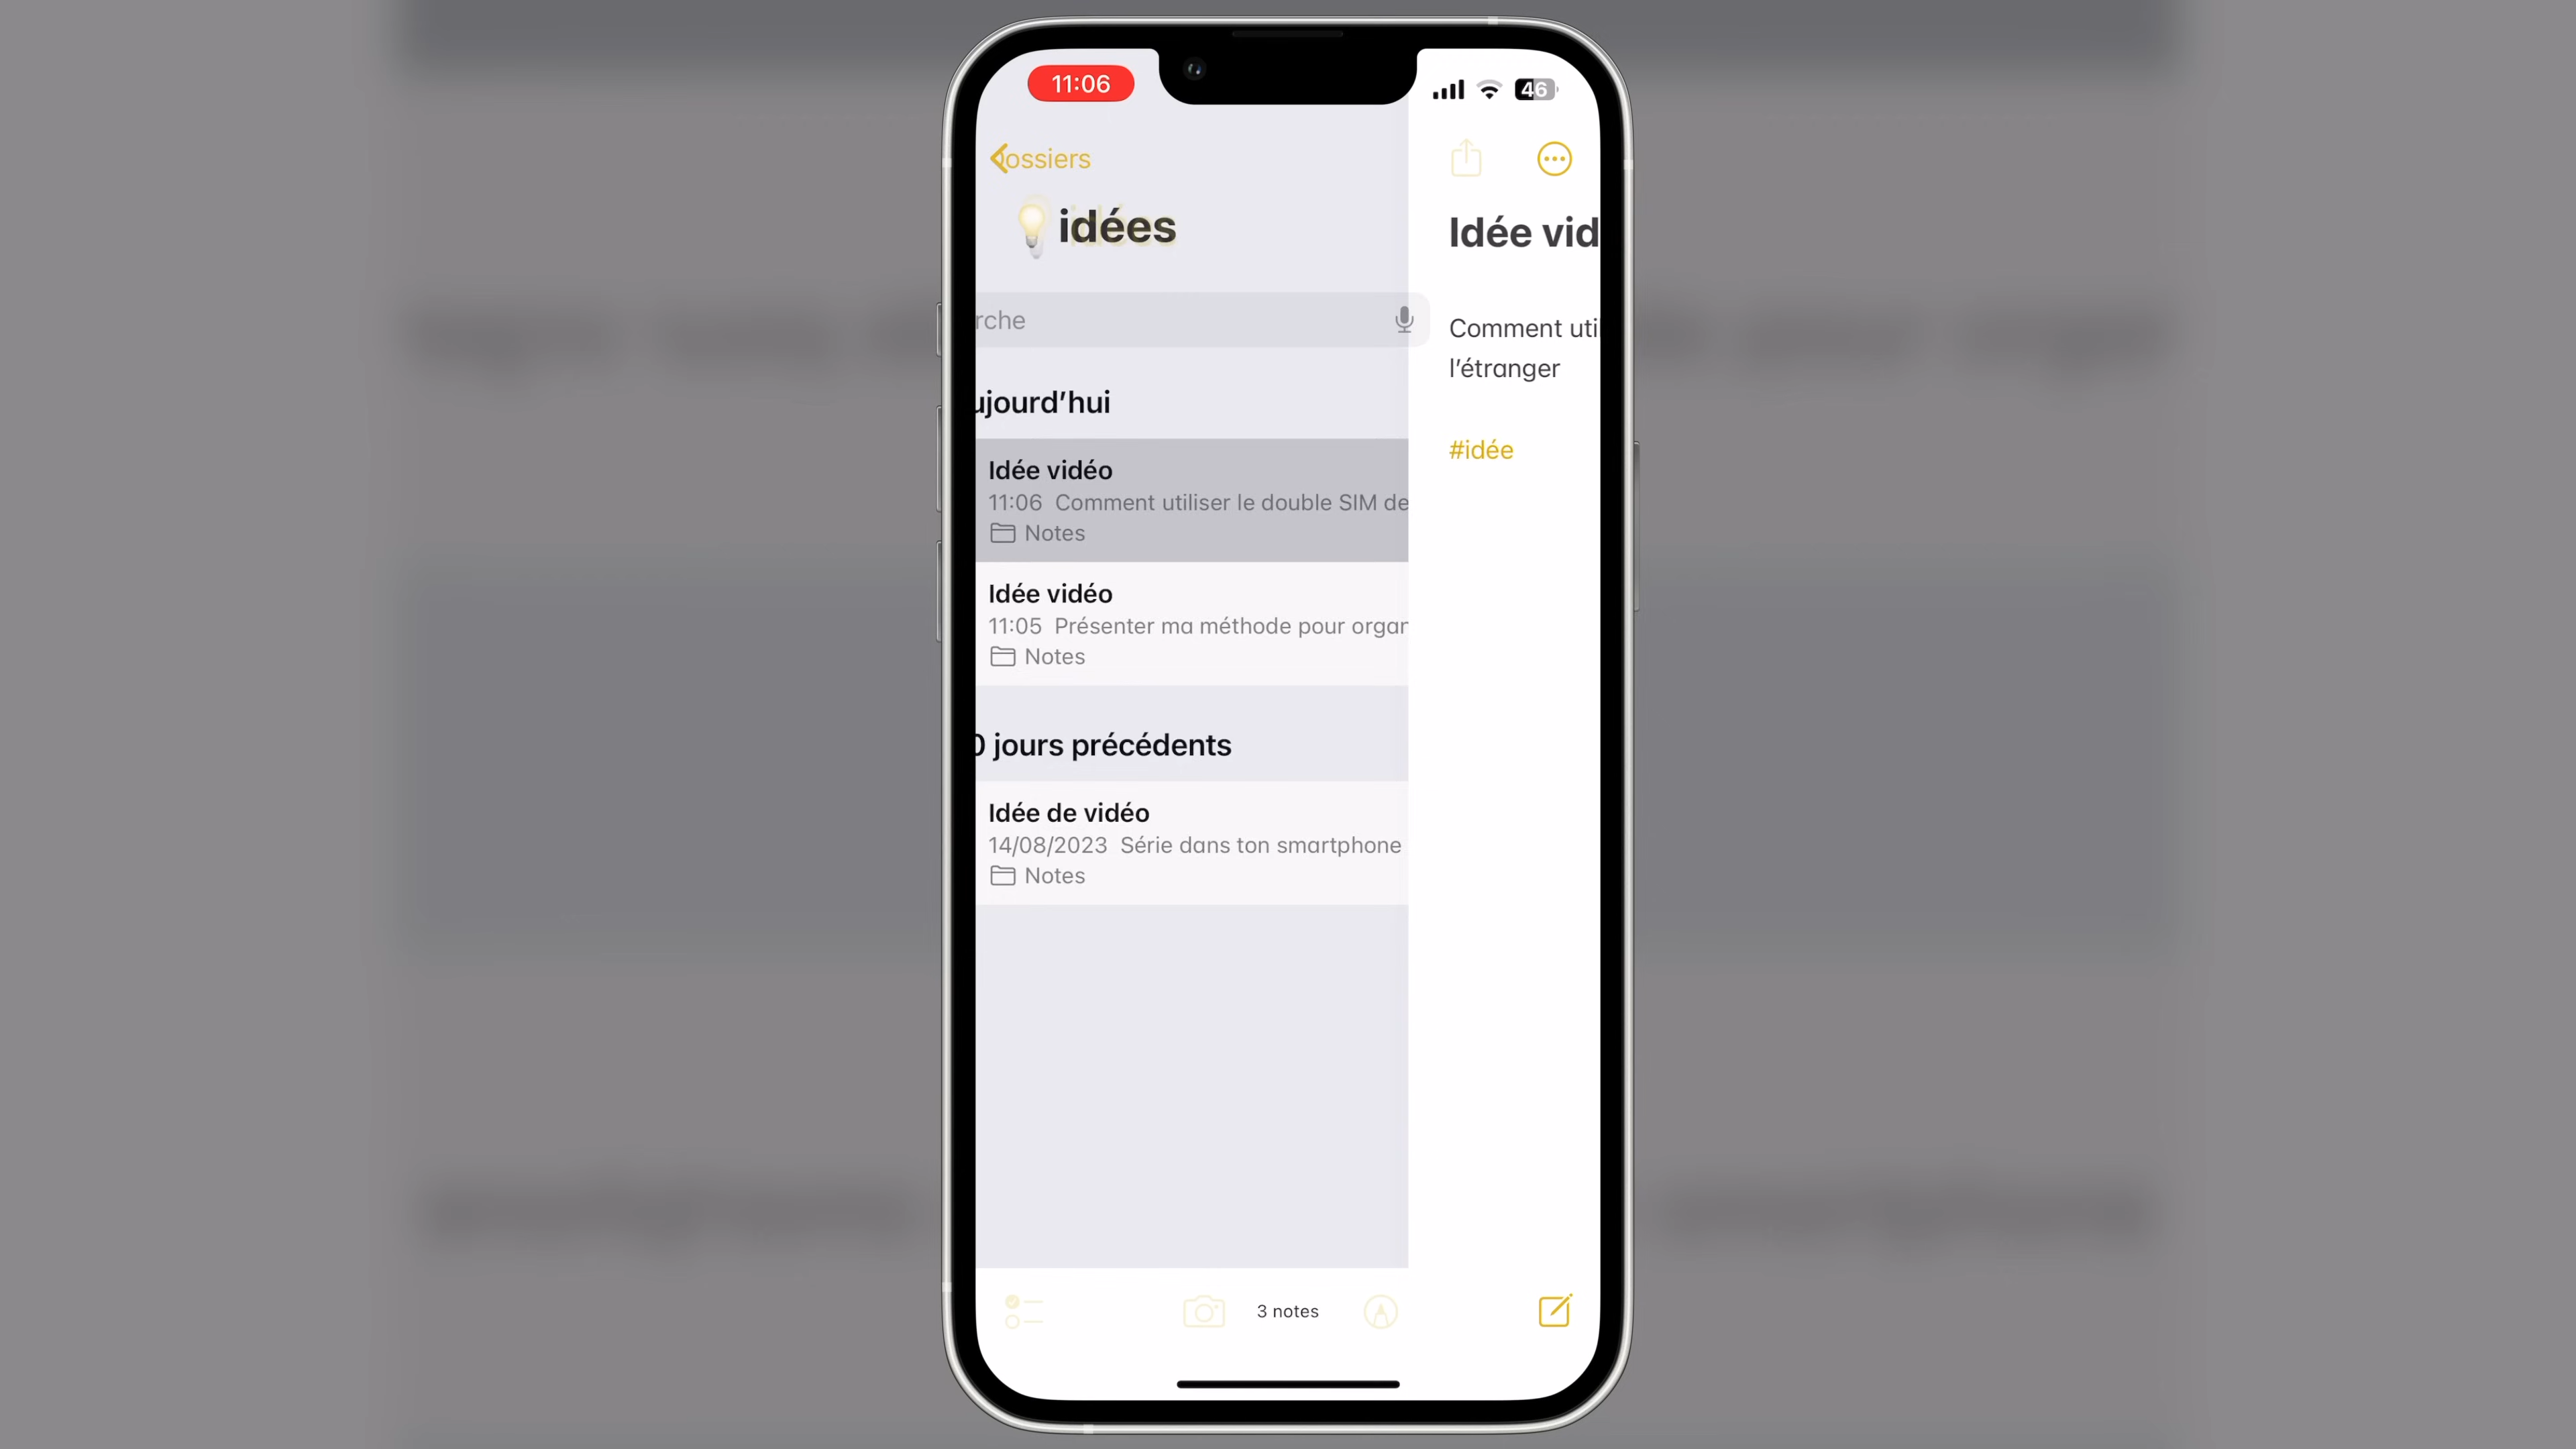 11:06
46
ossiers
idées
rche
ujourd’hui
Idée vidéo
11:06 Comment utiliser le double SIM de
Notes
Idée vidéo
11:05 Présenter ma méthode pour organ
Notes
0 jours précédents
Idée de vidéo
14/08/2023 Série dans ton smartphone
Notes
3 notes
Idée vid
Comment uti
l’étranger
#idée